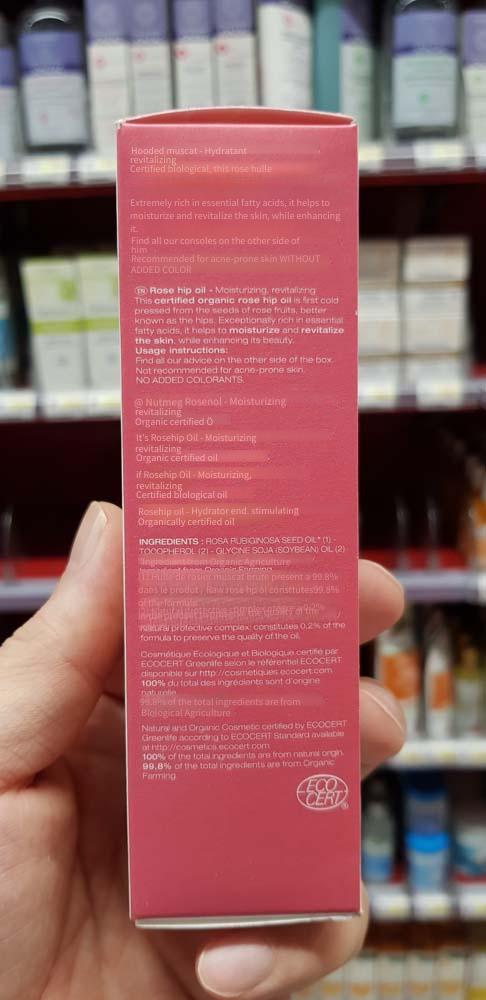 Hooded muscat - Hydratant
revitalizing
Certified biological, this rose huile
Extremely rich in essential fatty acids, it helps to
moisturize and revitalize the skin, while enhancing
it.
Find all our consoles on the other side of
him
Recommended for acne-prone skin WITHOUT
ADDED COLOR
EN Rose hip oil • Moisturizing, revitalizing
This certified organic rose hip oil is first cold
pressed from the seeds of rose fruits, better
known as the hips. Exceptionally rich in essential
fatty acids, it helps to moisturize and revitalize
the skin, while enhancing its beauty.
Usage instructions:
Find all our advice on the other side of the box.
Not recommended for acne-prone skin.
NO ADDED COLORANTS.
@ Nutmeg Rosenol - Moisturizing
revitalizing
Organic certified O
It's Rosehip Oil - Moisturizing
revitalizing
Organic certified oil
if Rosehip Oil - Moisturizing,
revitalizing
Certified biological oil
Rosehip oil - Hydrator end. stimulating
Organically certified oil
INGREDIENTS : ROSA RUBIGINOSA SEED OIL* (1) -
TOCOPHEROL (2) - GLYCINE SOJA (SOYBEAN) OIL (2)
*Ingredient from Organic Agriculture
(1) Huile de rosier muscat brute présent à 99.8%
dans le produit / Raw rose hip oil constitutes 99.8%
of the formula
natural protective complex: constitutes 0.2% of the
formula to preserve the quality of the oil.
Cosmétique Ecologique et Biologique certifié par
ECOCERT Greenlife selon le référentiel ECOCERT
disponible sur http://cosmetiques.ecocert.com
100% du total des ingrédients sont d'origine
naturelle
99.8% of the total ingredients are from
Biological Agriculture
Natural and Organic Cosmetic certified by ECOCERT
Greenlife according to ECOCERT Standard available
at http://cosmetics.ecocert.com
100% of the total ingredients are from natural origin.
99,8% of the total ingredients are from Organic
Farming.
ECO
CERT®